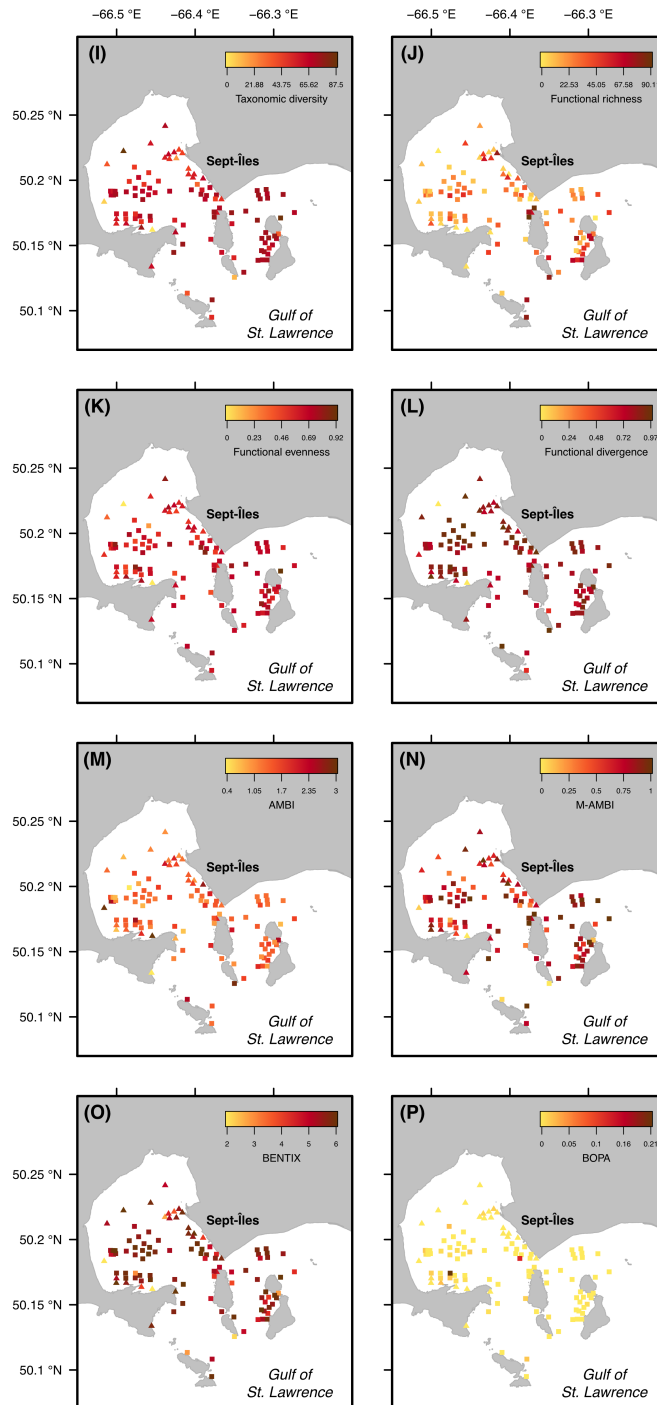 −66.5 −66.4 −66.3 −66.5 −66.4 −66.3
(I) (J)
0 21.88 43.75 65.62 87.5 0 22.53 45.05 67.58 90.1
Taxonomic diversity Functional richness
50.25 °N
Sept-Îles Sept-Îles
50.2 °N
50.15 °N
50.1 °N
Gulf of Gulf of
St. Lawrence St. Lawrence
(K) (L)
0 0.23 0.46 0.69 0.92 0 0.24 0.48 0.72 0.97
Functional evenness Functional divergence
50.25 °N
Sept-Îles Sept-Îles
50.2 °N
50.15 °N
50.1 °N
Gulf of Gulf of
St. Lawrence St. Lawrence
(M) (N)
0.4 1.05 1.7 2.35 3 0 0.25 0.5 0.75 1
AMBI M-AMBI
50.25 °N
Sept-Îles Sept-Îles
50.2 °N
50.15 °N
50.1 °N
Gulf of Gulf of
St. Lawrence St. Lawrence
(O) (P)
2 3 4 5 6 0 0.05 0.1 0.16 0.21
BENTIX BOPA
50.25 °N
Sept-Îles Sept-Îles
50.2 °N
50.15 °N
50.1 °N
Gulf of Gulf of
St. Lawrence St. Lawrence